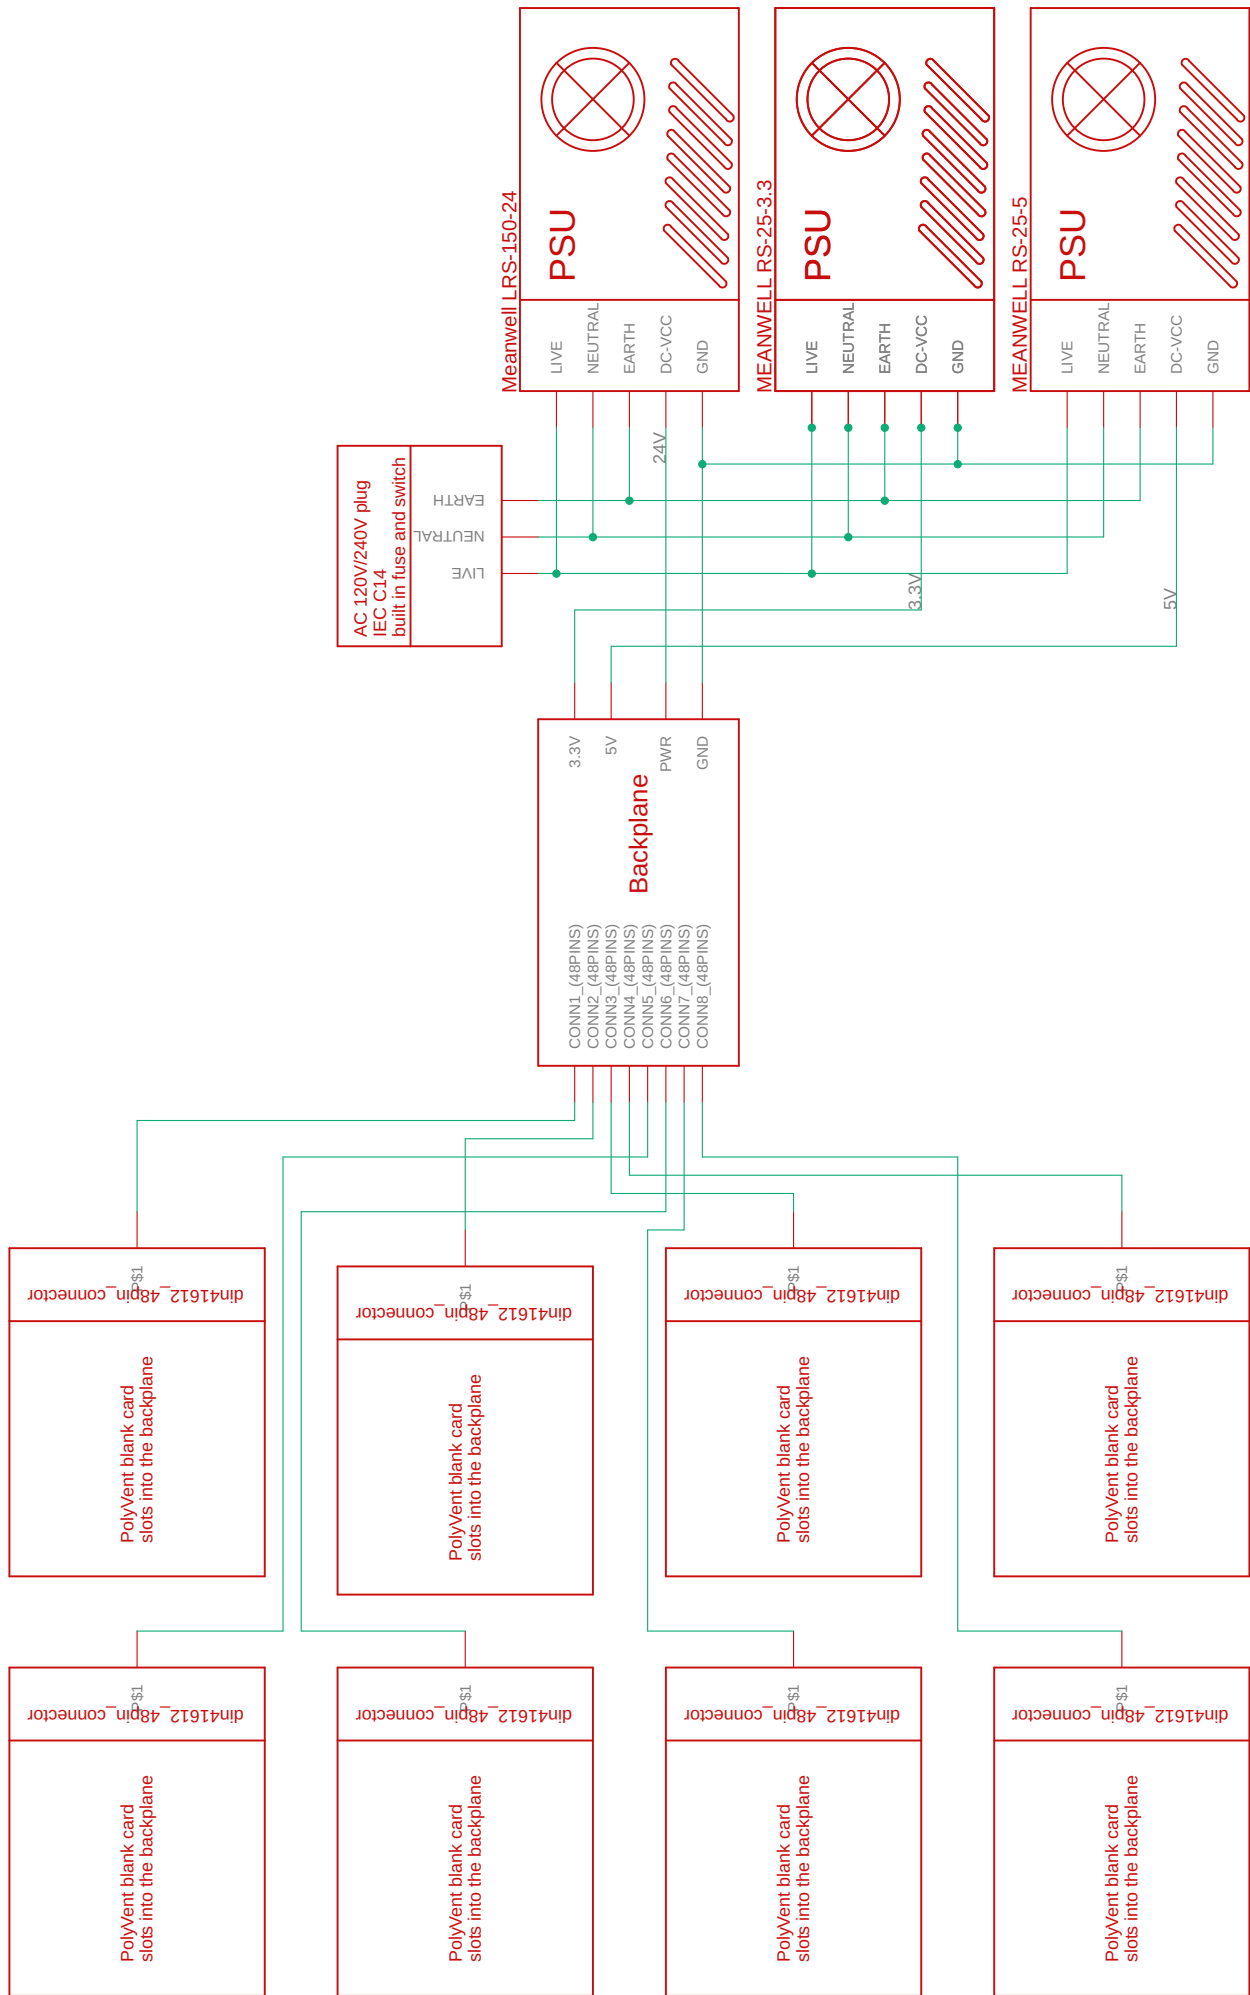 Meanwell LRS-150-24
PSU
LIVE
NEUTRAL
EARTH
DC-VCC
GND
MEANWELL RS-25-3.3
PSU
LIVE
NEUTRAL
EARTH
DC-VCC
GND
MEANWELL RS-25-5
PSU
LIVE
NEUTRAL
EARTH
DC-VCC
GND
AC 120V/240V plug
IEC C14
built in fuse and switch
EARTH
NEUTRAL
LIVE
24V
3.3V
5V
3.3V
5V
PWR
GND
Backplane
CONN1_(48PINS)
CONN2_(48PINS)
CONN3_(48PINS)
CONN4_(48PINS)
CONN5_(48PINS)
CONN6_(48PINS)
CONN7_(48PINS)
CONN8_(48PINS)
P$1
din41612_48pin_connector
PolyVent blank card
slots into the backplane
P$1
din41612_48pin_connector
PolyVent blank card
slots into the backplane
P$1
din41612_48pin_connector
PolyVent blank card
slots into the backplane
P$1
din41612_48pin_connector
PolyVent blank card
slots into the backplane
P$1
din41612_48pin_connector
PolyVent blank card
slots into the backplane
P$1
din41612_48pin_connector
PolyVent blank card
slots into the backplane
P$1
din41612_48pin_connector
PolyVent blank card
slots into the backplane
P$1
din41612_48pin_connector
PolyVent blank card
slots into the backplane